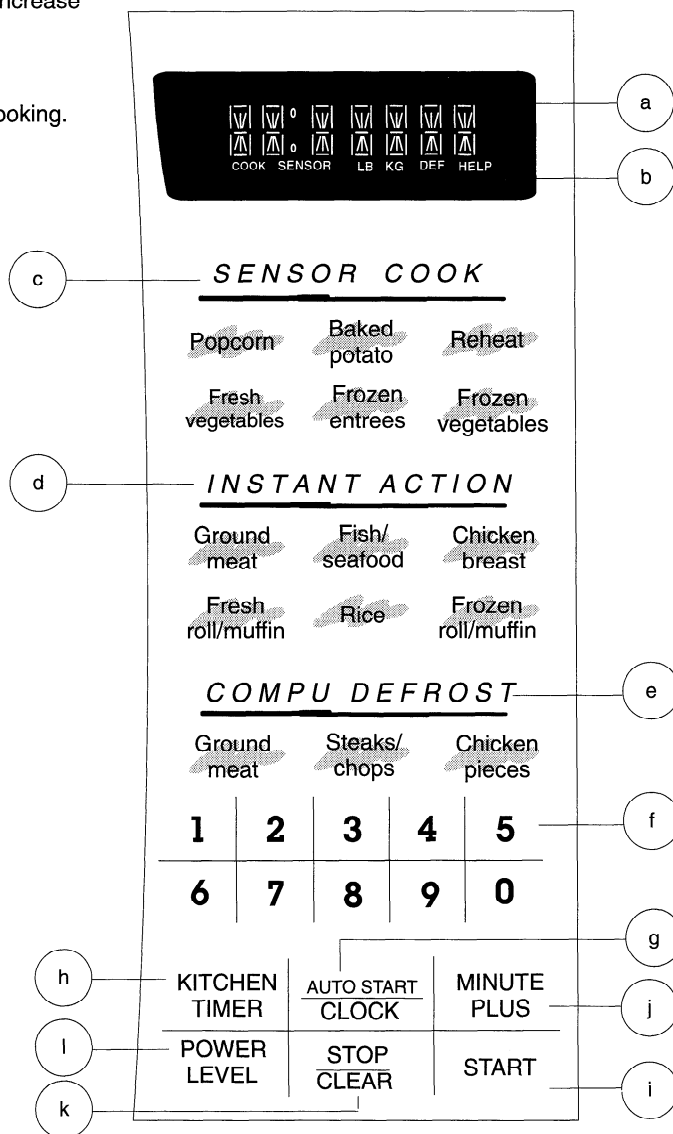 ncrease
ooking.
a
b
COOK SENSOR LB KG DEF HELP
c
SENSOR COOK
Popcorn
Baked
potato
Reheat
Fresh
vegetables
Frozen
entrees
Frozen
vegetables
d
INSTANT ACTION
Ground
meat
Fish/
seafood
Chicken
breast
Fresh
roll/muffin
Rice
Frozen
roll/muffin
COMPU DEFROST
e
Ground
meat
Steaks/
chops
Chicken
pieces
1 2 3 4 5
f
6 7 8 9 0
g
h
KITCHEN
TIMER
AUTO START
CLOCK
MINUTE
PLUS
j
l
POWER
LEVEL
STOP
CLEAR
START
i
k